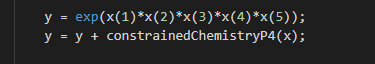 y = exp(x(1)*x(2)*x(3)*x(4)*x(5));
y = y + constrainedChemistryP4(x);